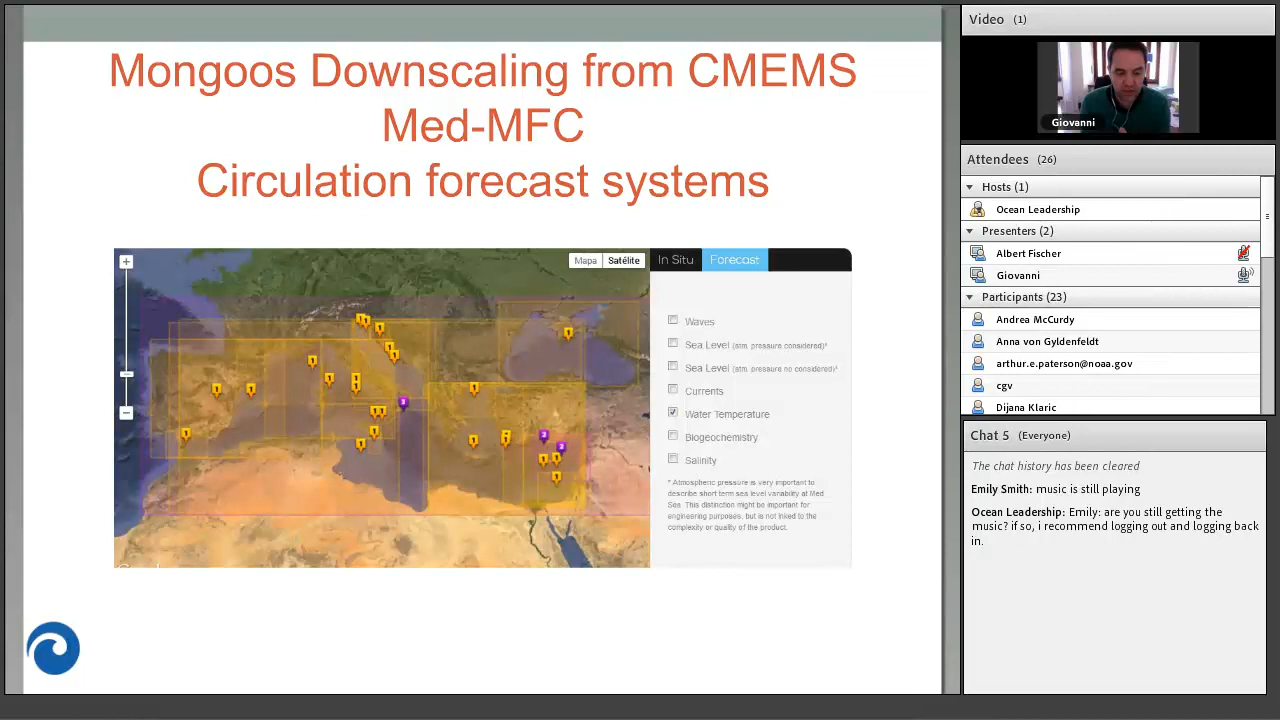 Mongoos Downscaling from CMEMS
Med-MFC
Circulation forecast systems
Mapa
Satélite
In Situ
Forecast
Waves
Sea Level (atm. pressure considered)*
Sea Level (atm. pressure no considered)*
Currents
Water Temperature
Biogeochemistry
Salinity
* Atmospheric pressure is very important to
describe short term sea level variability at Med
Sea. This distinction might be important for
engineering purposes, but is not linked to the
complexity or quality of the product.
Video (1)
Giovanni
Attendees (26)
Hosts (1)
Ocean Leadership
Presenters (2)
Albert Fischer
Giovanni
Participants (23)
Andrea McCurdy
Anna von Gyldenfeldt
arthur.e.paterson@noaa.gov
cgv
Dijana Klaric
Chat 5 (Everyone)
The chat history has been cleared
Emily Smith: music is still playing
Ocean Leadership: Emily: are you still getting the
music? if so, i recommend logging out and logging back
in.